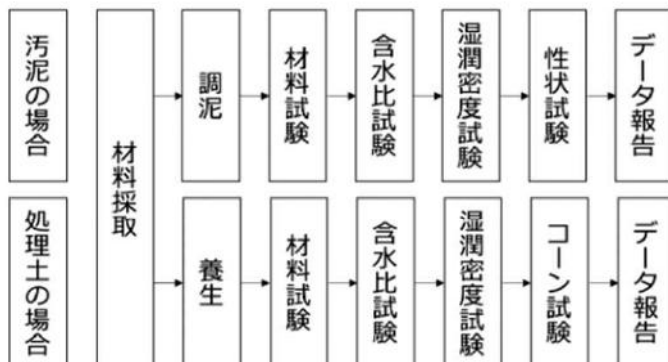 汚泥の場合
材料採取
調泥
材料試験
含水比試験
湿潤密度試験
性状試験
データ報告
処理土の場合
養生
材料試験
含水比試験
湿潤密度試験
コーン試験
データ報告